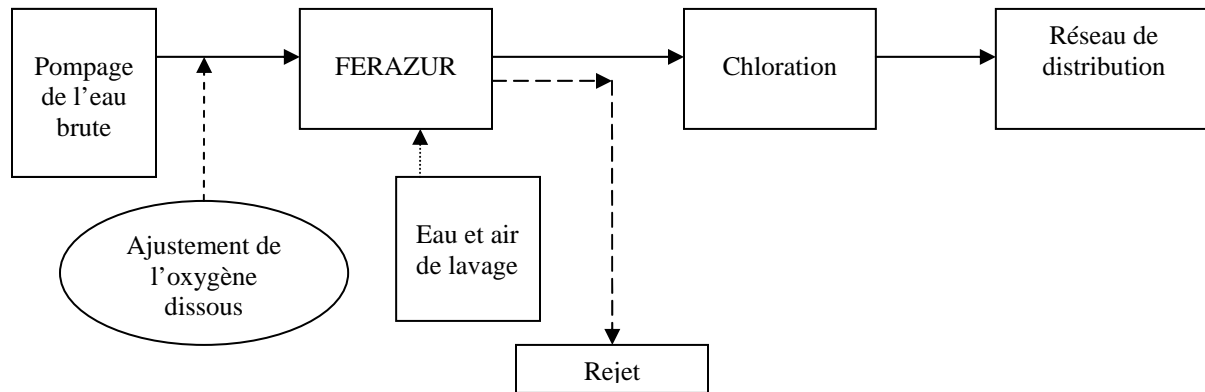 Pompage
de l’eau
brute
FERAZUR
Chloration
Réseau de
distribution
Ajustement de
l’oxygène
dissous
Eau et air
de lavage
Rejet